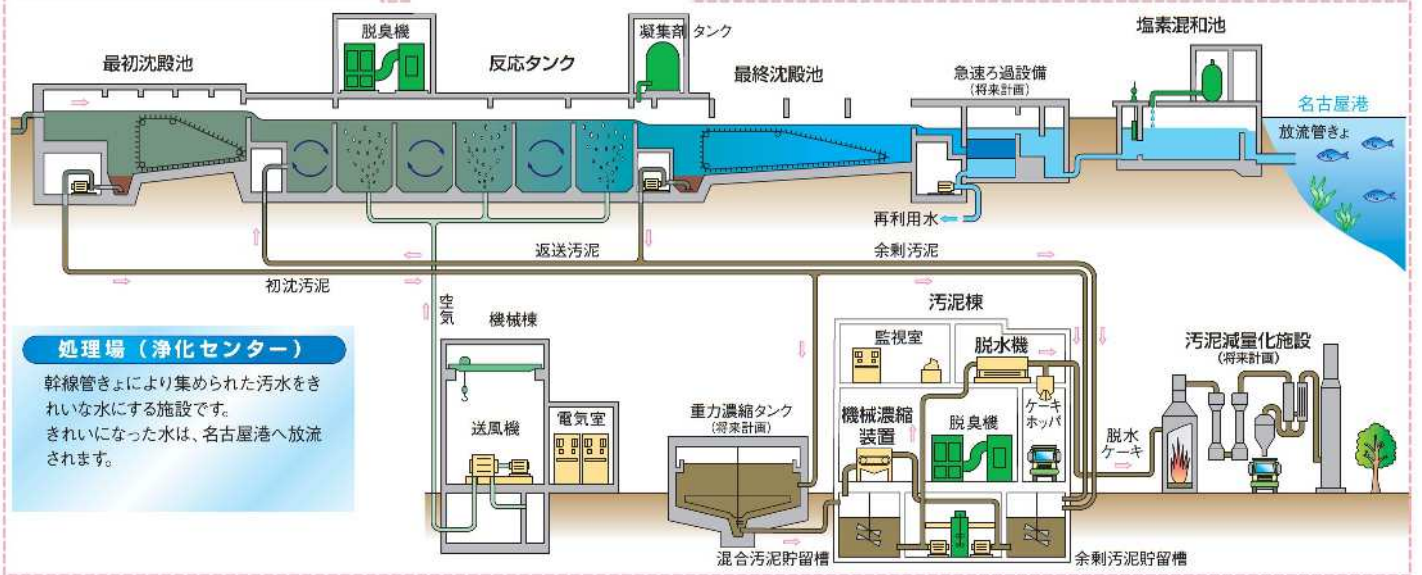 脱臭機
凝集剤タンク
塩素混和池
最初沈殿池
反応タンク
最終沈殿池
急速ろ過設備
(将来計画)
名古屋港
放流管きょ
再利用水
返送汚泥
余剰汚泥
初沈汚泥
空気
機械棟
汚泥棟
処理場(浄化センター)
幹線管きょにより集められた汚水をき
れいな水にする施設です。
きれいになった水は、名古屋港へ放流
されます。
監視室
脱水機
汚泥減量化施設
(将来計画)
送風機
電気室
重力濃縮タンク
(将来計画)
機械濃縮
装置
脱臭機
ケーキ
ホッパ
脱水
ケーキ
混合汚泥貯留槽
余剰汚泥貯留槽